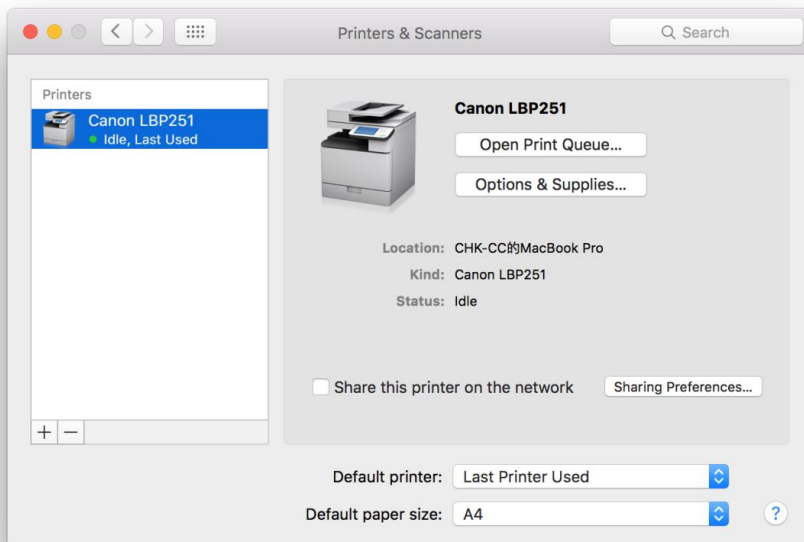 Printers & Scanners
Search
Printers
Canon LBP251
Idle, Last Used
Canon LBP251
Open Print Queue...
Options & Supplies...
Location: CHK-CC的MacBook Pro
Kind: Canon LBP251
Status: Idle
Share this printer on the network
Sharing Preferences...
+ −
Default printer: Last Printer Used
Default paper size: A4
?